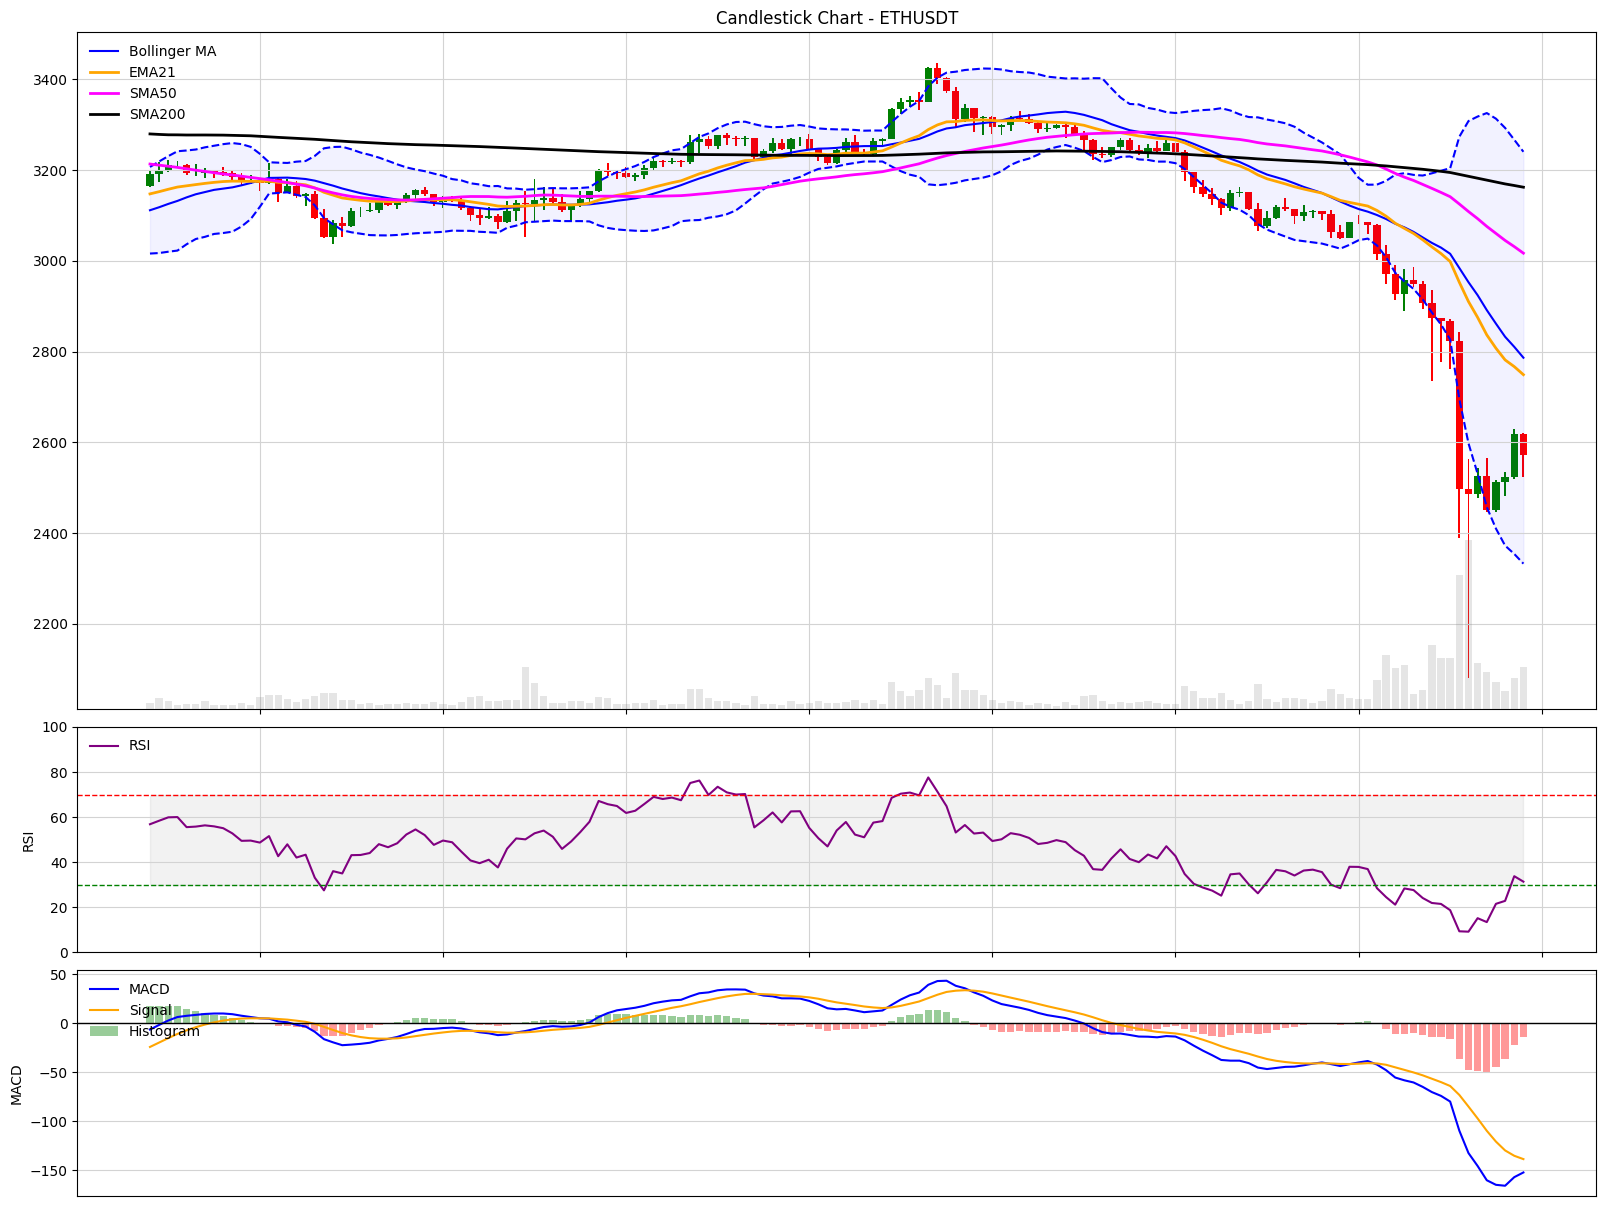 Candlestick Chart - ETHUSDT
Bollinger MA
EMA21
SMA50
SMA200
3400
3200
3000
2800
2600
2400
2200
RSI
100
80
60
40
20
0
RSI
MACD
Signal
Histogram
50
0
−50
−100
−150
MACD